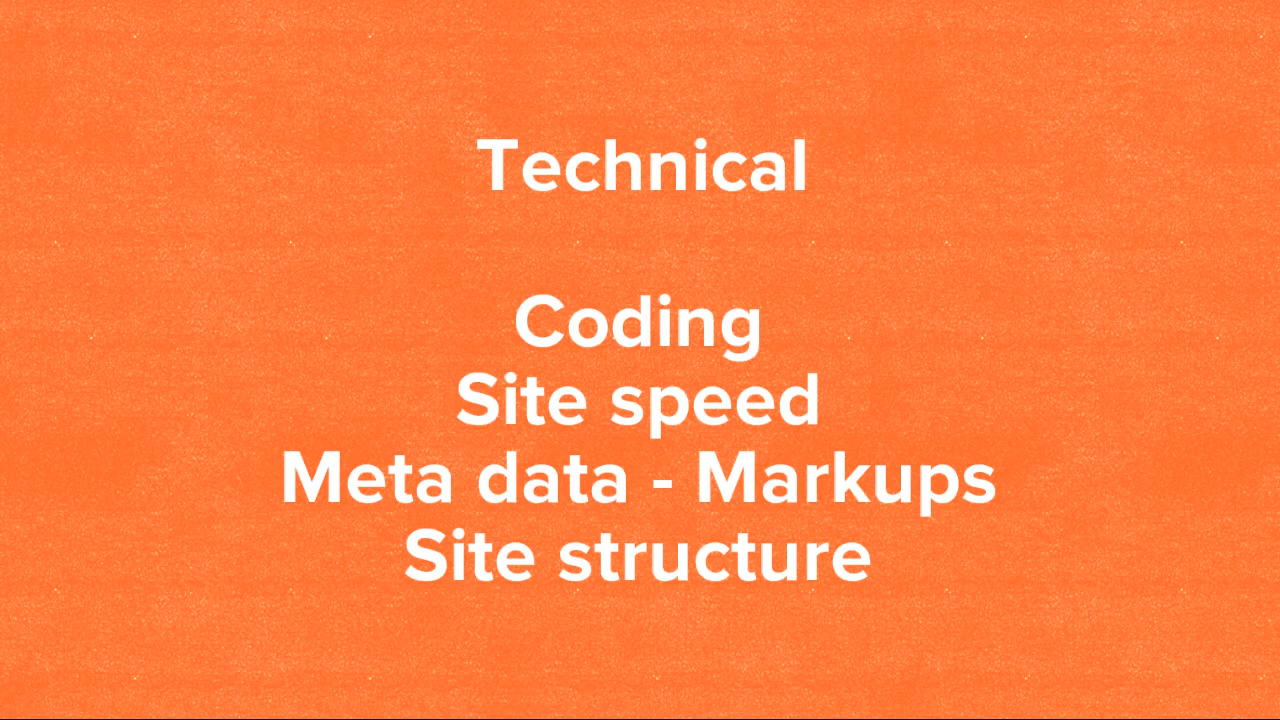 Technical
Coding
Site speed
Meta data - Markups
Site structure